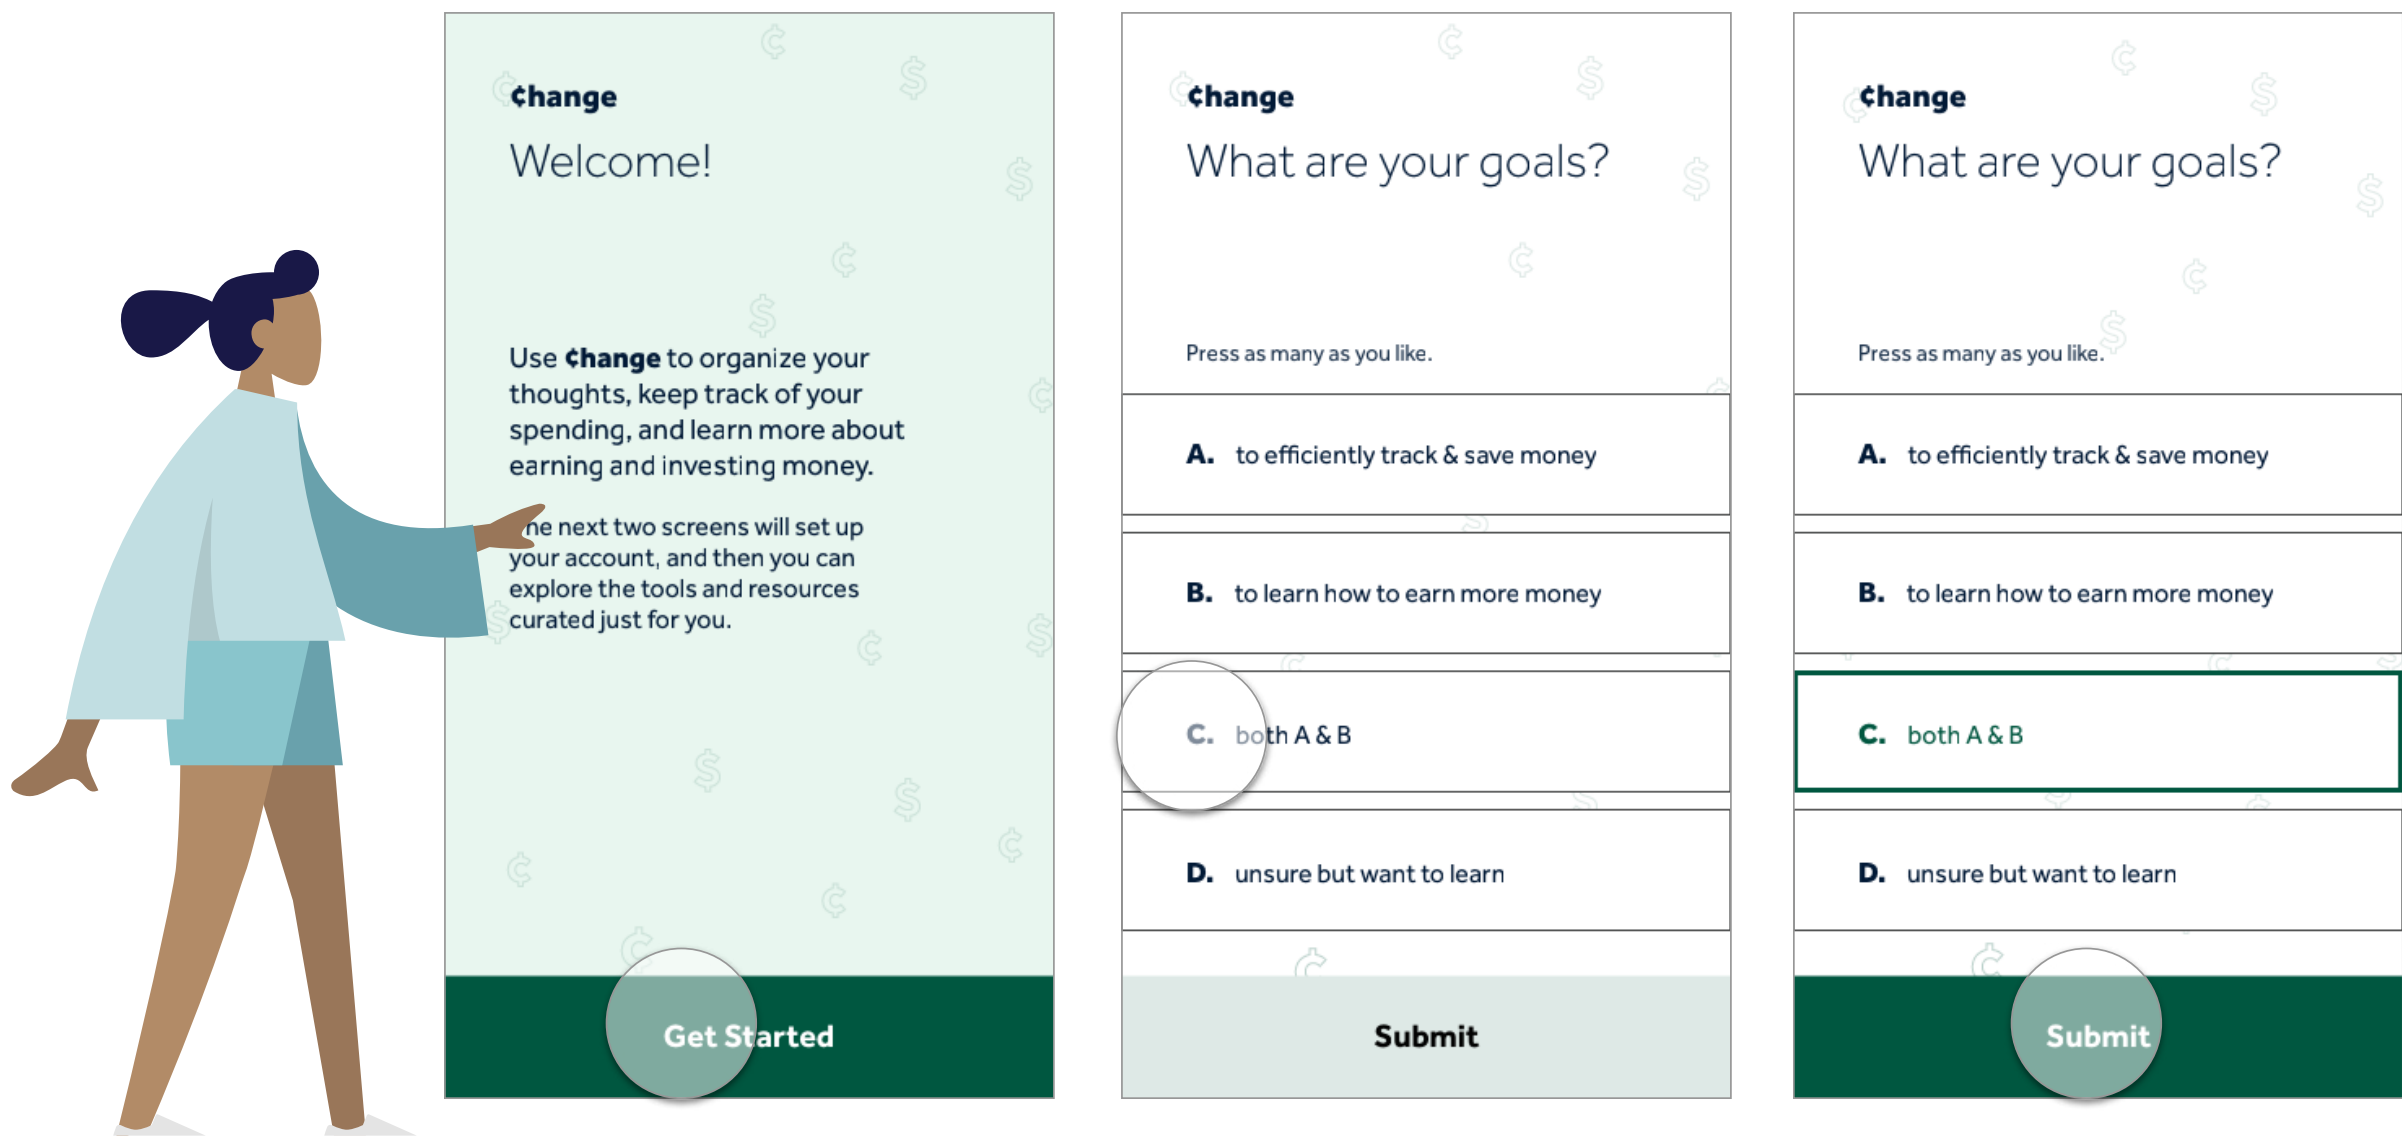 ¢hange
Welcome!
Use ¢hange to organize your
thoughts, keep track of your
spending, and learn more about
earning and investing money.
he next two screens will set up
your account, and then you can
explore the tools and resources
curated just for you.
Get Started
¢hange
What are your goals?
Press as many as you like.
A. to efficiently track & save money
B. to learn how to earn more money
C. both A & B
D. unsure but want to learn
Submit
¢hange
What are your goals?
Press as many as you like.
A. to efficiently track & save money
B. to learn how to earn more money
C. both A & B
D. unsure but want to learn
Submit